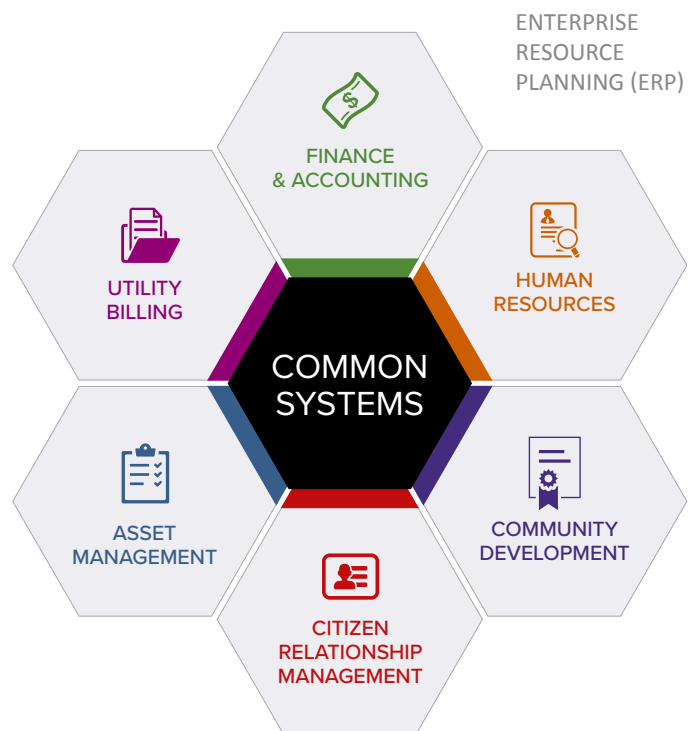 ENTERPRISE
RESOURCE
PLANNING (ERP)
$
FINANCE
& ACCOUNTING
UTILITY
BILLING
HUMAN
RESOURCES
COMMON
SYSTEMS
ASSET
MANAGEMENT
COMMUNITY
DEVELOPMENT
CITIZEN
RELATIONSHIP
MANAGEMENT